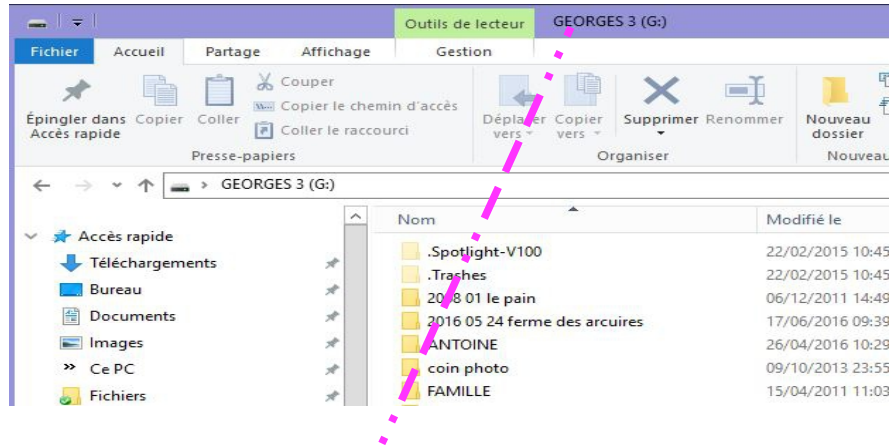 Outils de lecteur GEORGES 3 (G:)
Fichier Accueil Partage Affichage Gestion
Couper
Copier le chemin d'accès
Coller le raccourci
Épingler dans Accès rapide
Copier
Coller
Déplacer vers
Copier vers
Supprimer
Renommer
Nouveau dossier
Presse-papiers Organiser Nouveau
GEORGES 3 (G:)
Nom Modifié le
Accès rapide
Téléchargements
Bureau
Documents
Images
Ce PC
Fichiers
.Spotlight-V100 22/02/2015 10:45
.Trashes 22/02/2015 10:45
01 le pain 06/12/2011 14:49
2016 05 24 ferme des arcuires 17/06/2016 09:39
ANTOINE 26/04/2016 10:29
coin photo 09/10/2013 23:55
FAMILLE 15/04/2011 11:03